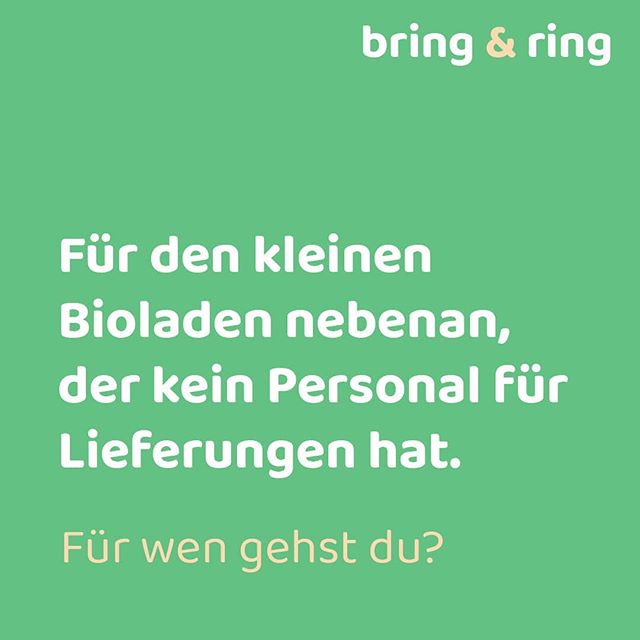 bring & ring
Für den kleinen
Bioladen nebenan,
der kein Personal für
Lieferungen hat.
Für wen gehst du?